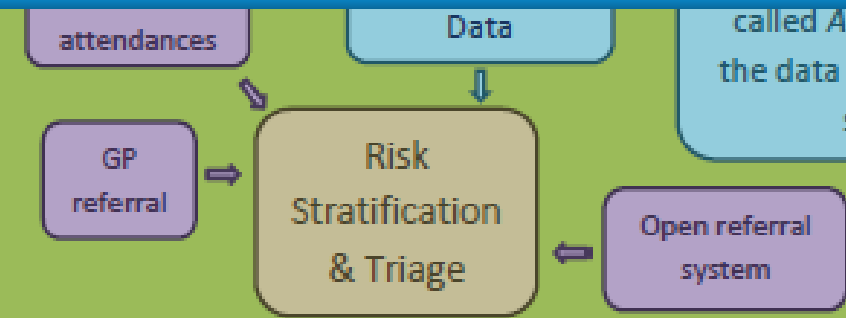 attendances
Data
called A
the data
GP
referral
Risk
Stratification
& Triage
Open referral
system